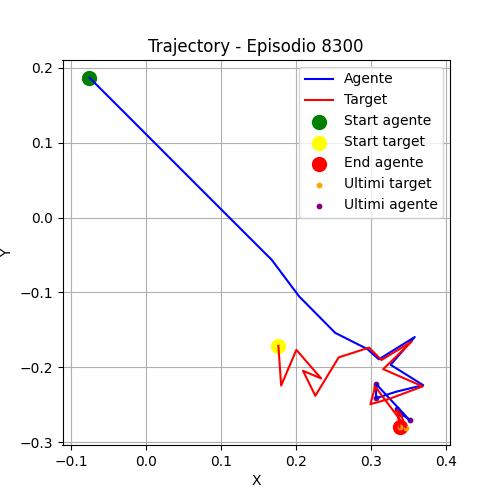 Trajectory - Episodio 8300
Agente
Target
Start agente
Start target
End agente
Ultimi target
Ultimi agente
0.2
0.1
0.0
−0.1
−0.2
−0.3
Y
−0.1
0.0
0.1
0.2
0.3
0.4
X